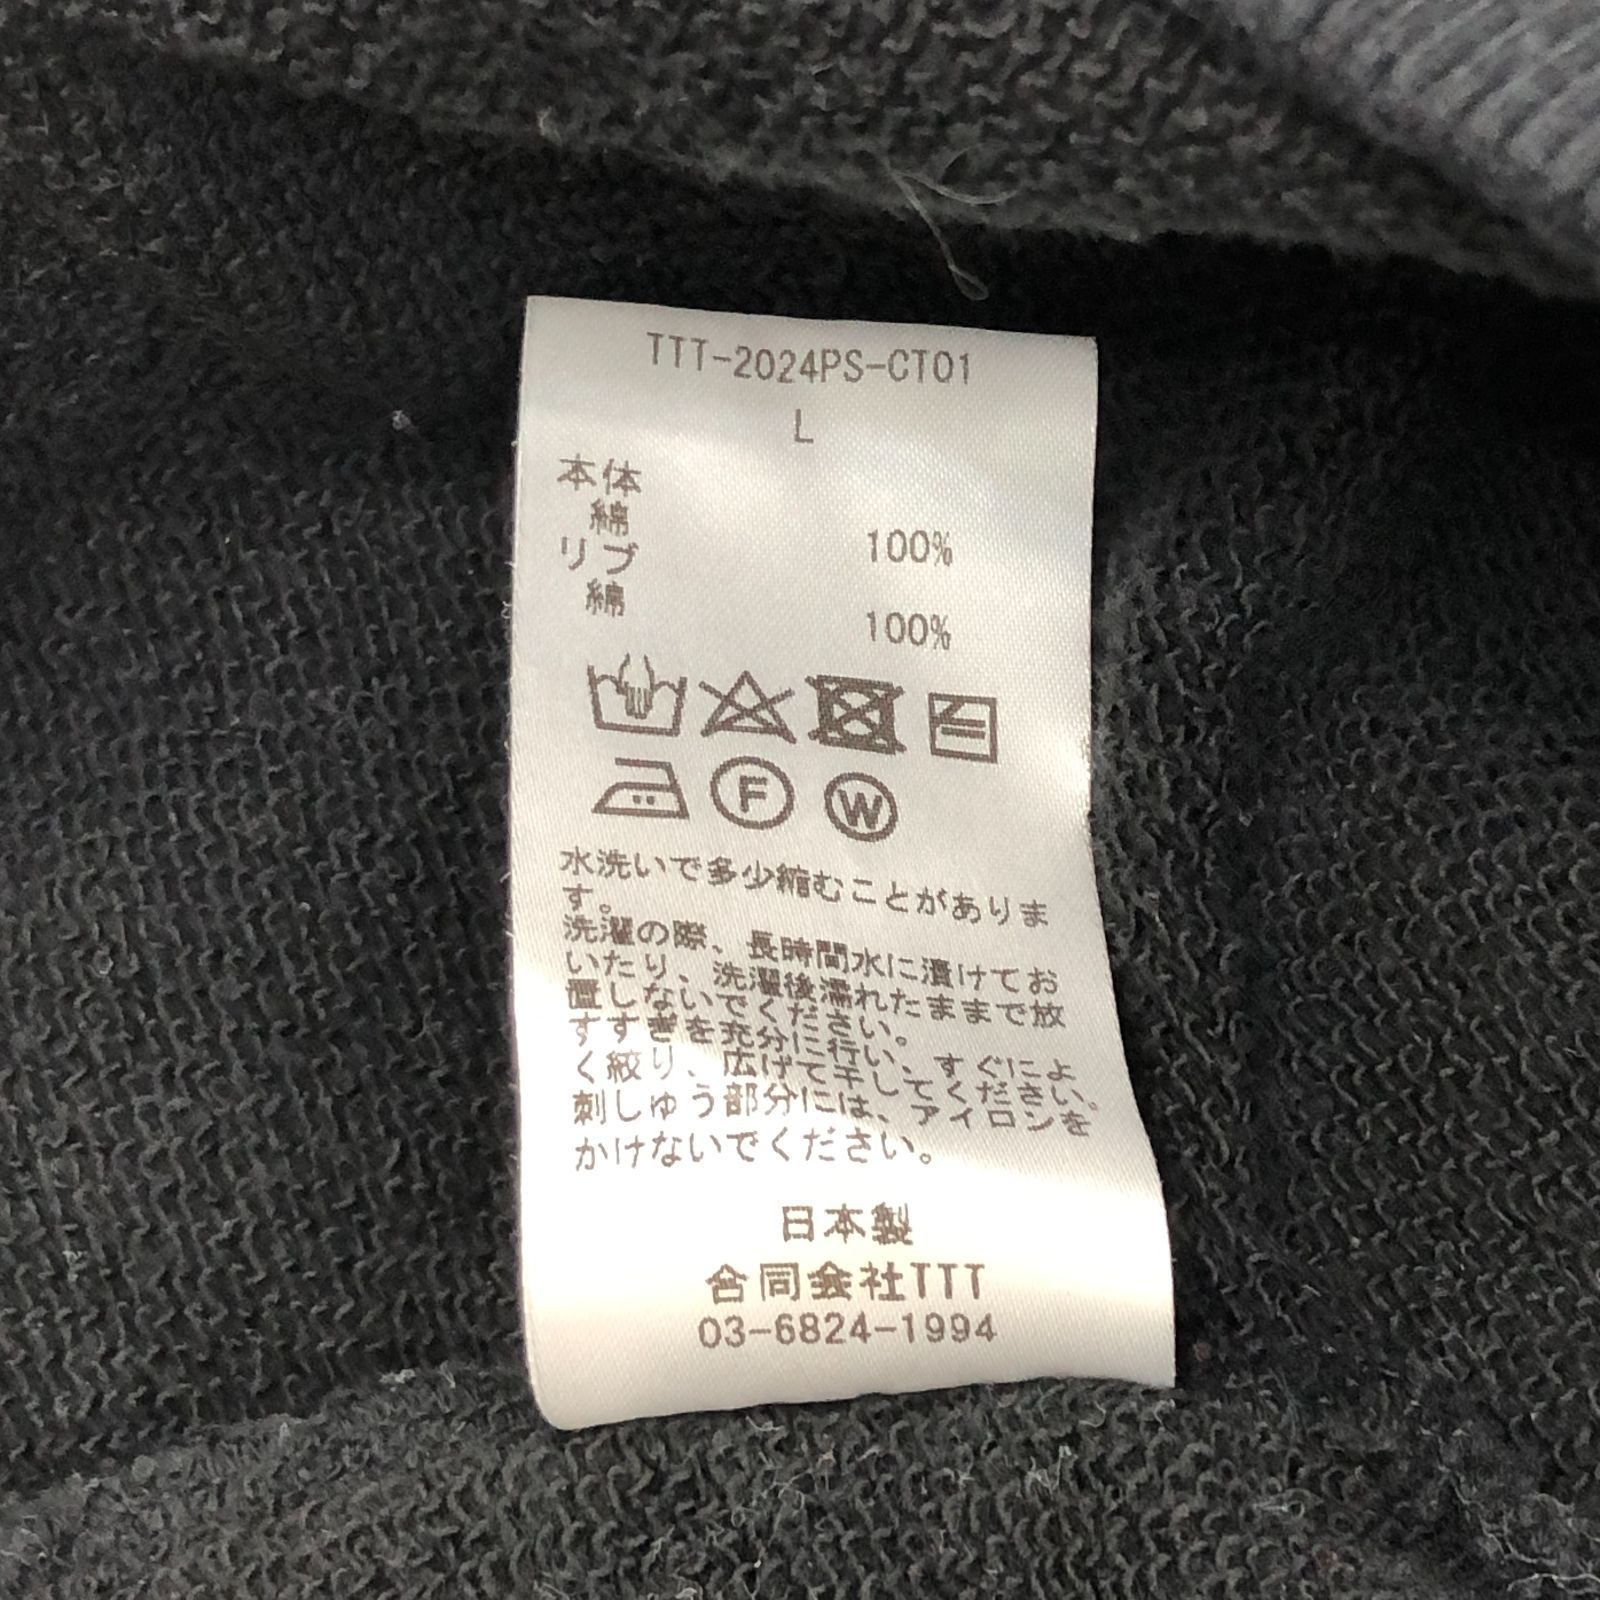 TTT-2024PS-CT01
L
本体
綿 100%
リブ
綿 100%
F W
水洗いで多少縮むことがありま
す。
洗濯の際、長時間水に漬けてお
いたり、洗濯後濡れたままで放
置しないでください。
すすぎを充分に行い、すぐによ
く絞り、広げて干してください。
刺しゅう部分には、アイロンを
かけないでください。
日本製
合同会社TTT
03-6824-1994